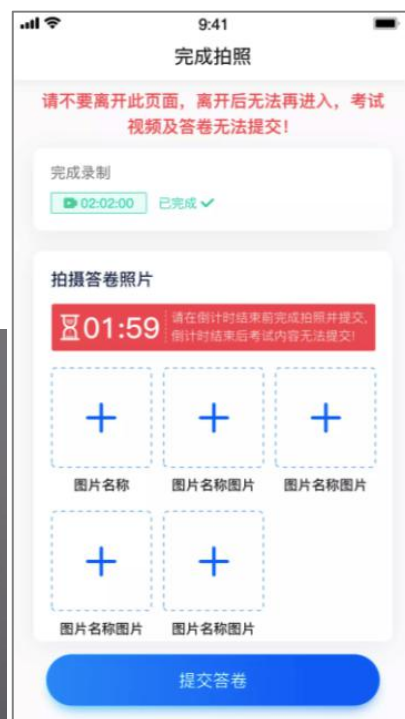 9:41
完成拍照
请不要离开此页面，离开后无法再进入，考试
视频及答卷无法提交！
完成录制
02:02:00 已完成
拍摄答卷照片
01:59
请在倒计时结束前完成拍照并提交,
倒计时结束后考试内容无法提交!
图片名称 图片名称图片 图片名称图片
图片名称图片 图片名称图片
提交答卷